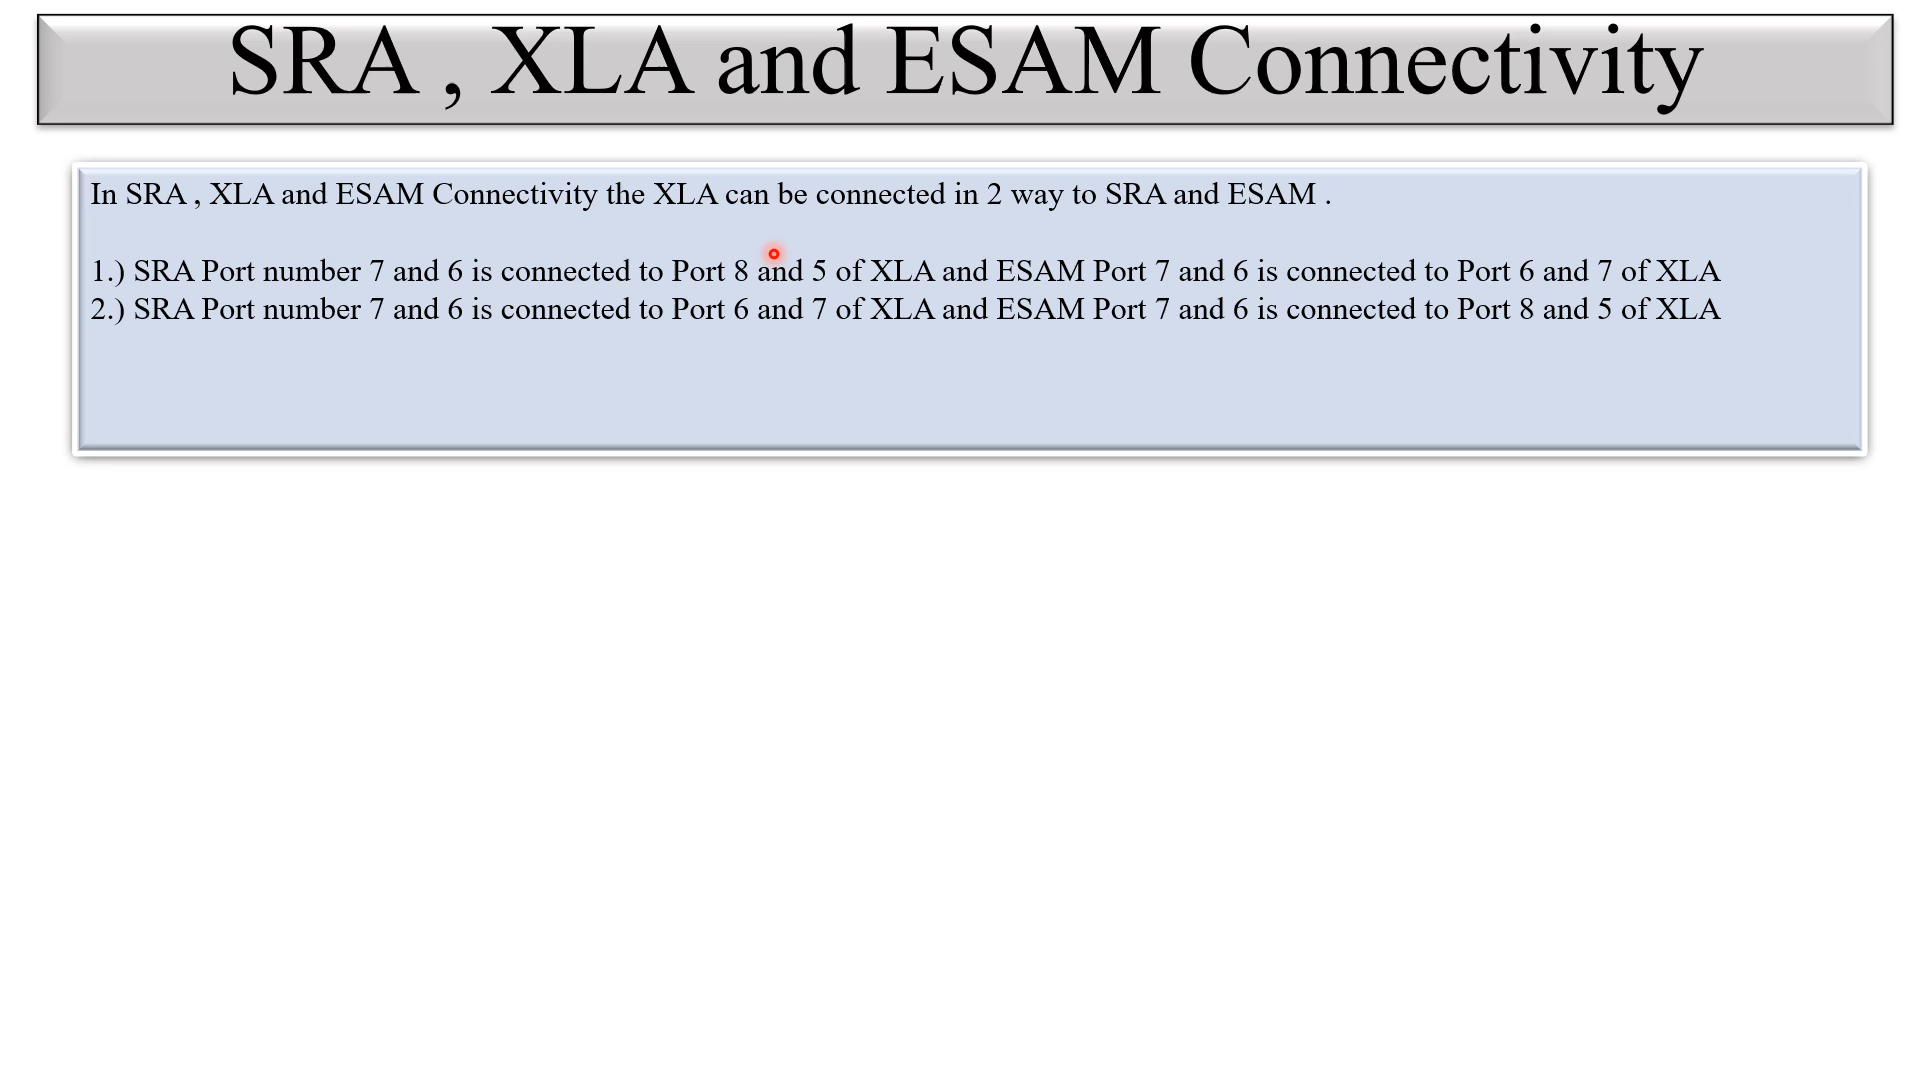 SRA , XLA and ESAM Connectivity
In SRA , XLA and ESAM Connectivity the XLA can be connected in 2 way to SRA and ESAM .
1.) SRA Port number 7 and 6 is connected to Port 8 and 5 of XLA and ESAM Port 7 and 6 is connected to Port 6 and 7 of XLA
2.) SRA Port number 7 and 6 is connected to Port 6 and 7 of XLA and ESAM Port 7 and 6 is connected to Port 8 and 5 of XLA